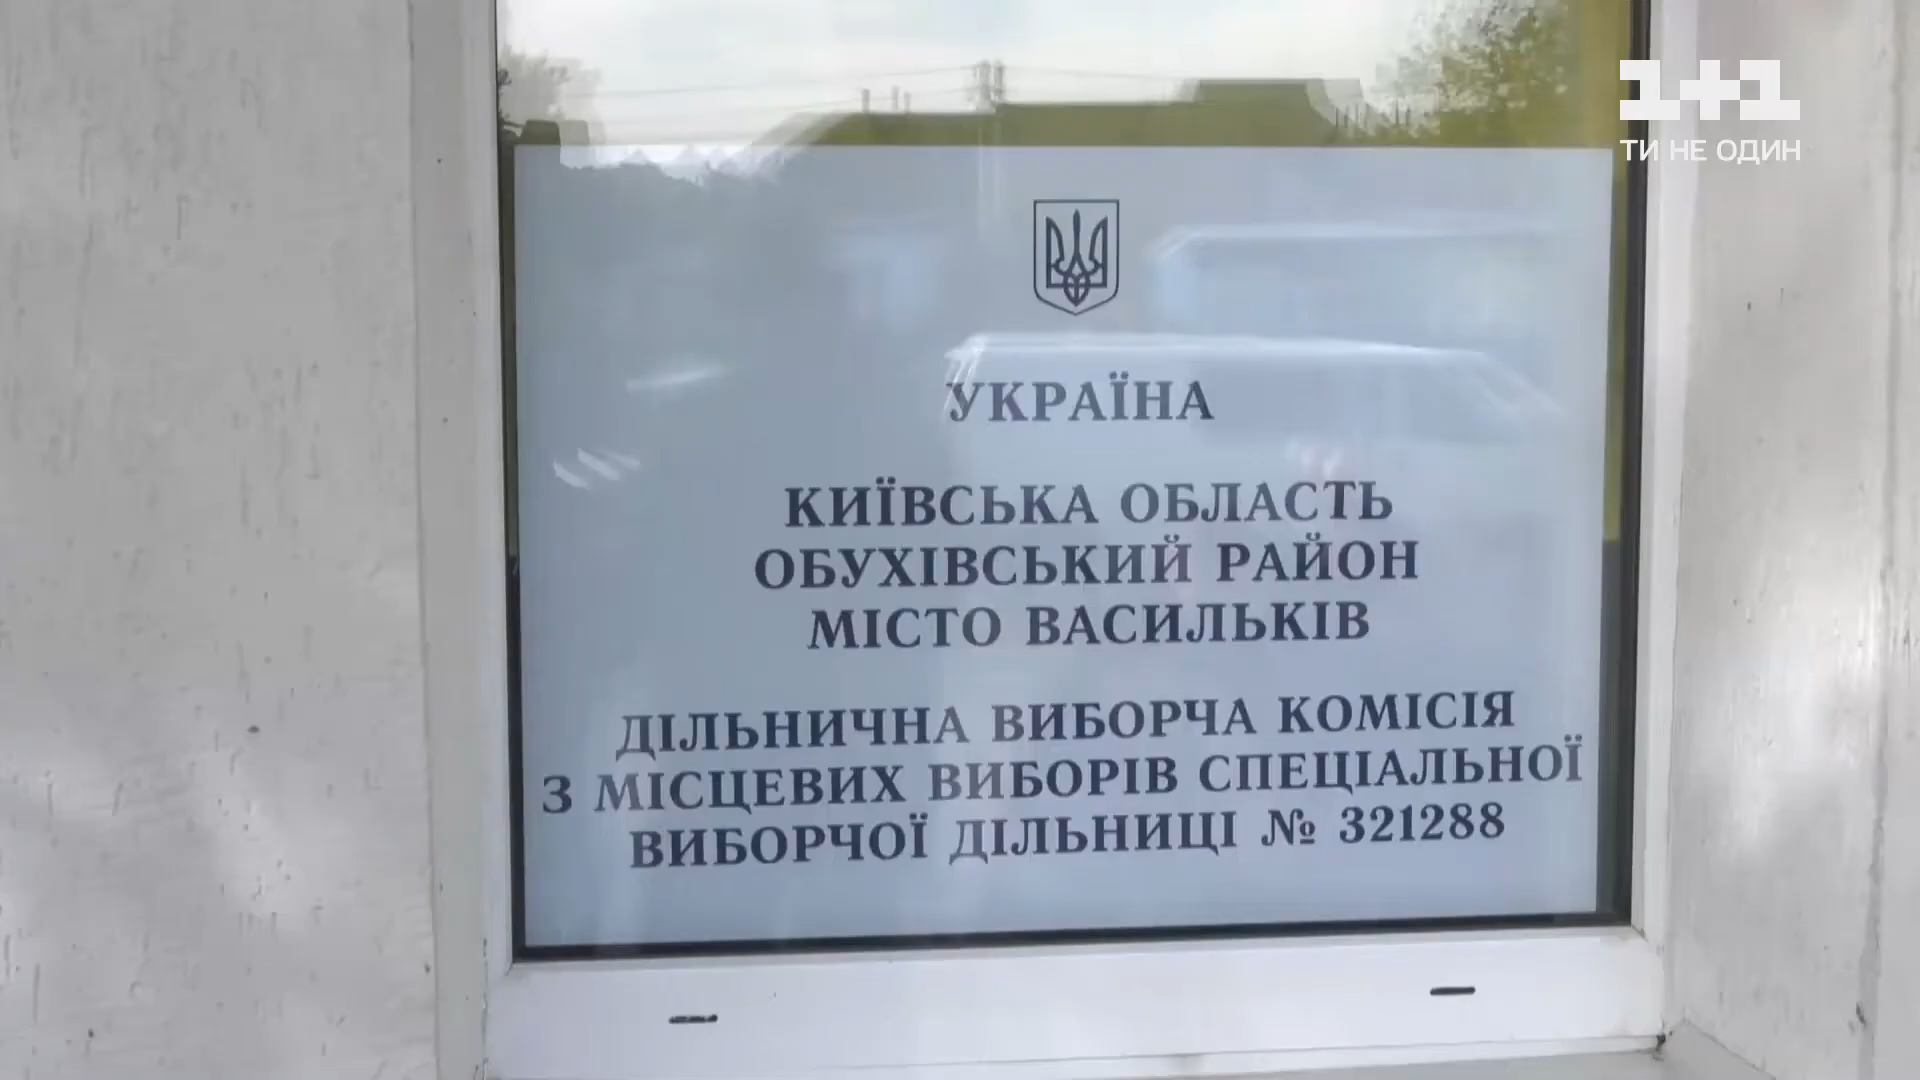 1+1
ТИ НЕ ОДИН
УКРАЇНА
КИЇВСЬКА ОБЛАСТЬ
ОБУХІВСЬКИЙ РАЙОН
МІСТО ВАСИЛЬКІВ
ДІЛЬНИЧНА ВИБОРЧА КОМІСІЯ
З МІСЦЕВИХ ВИБОРІВ СПЕЦІАЛЬНОЇ
ВИБОРЧОЇ ДІЛЬНИЦІ № 321288